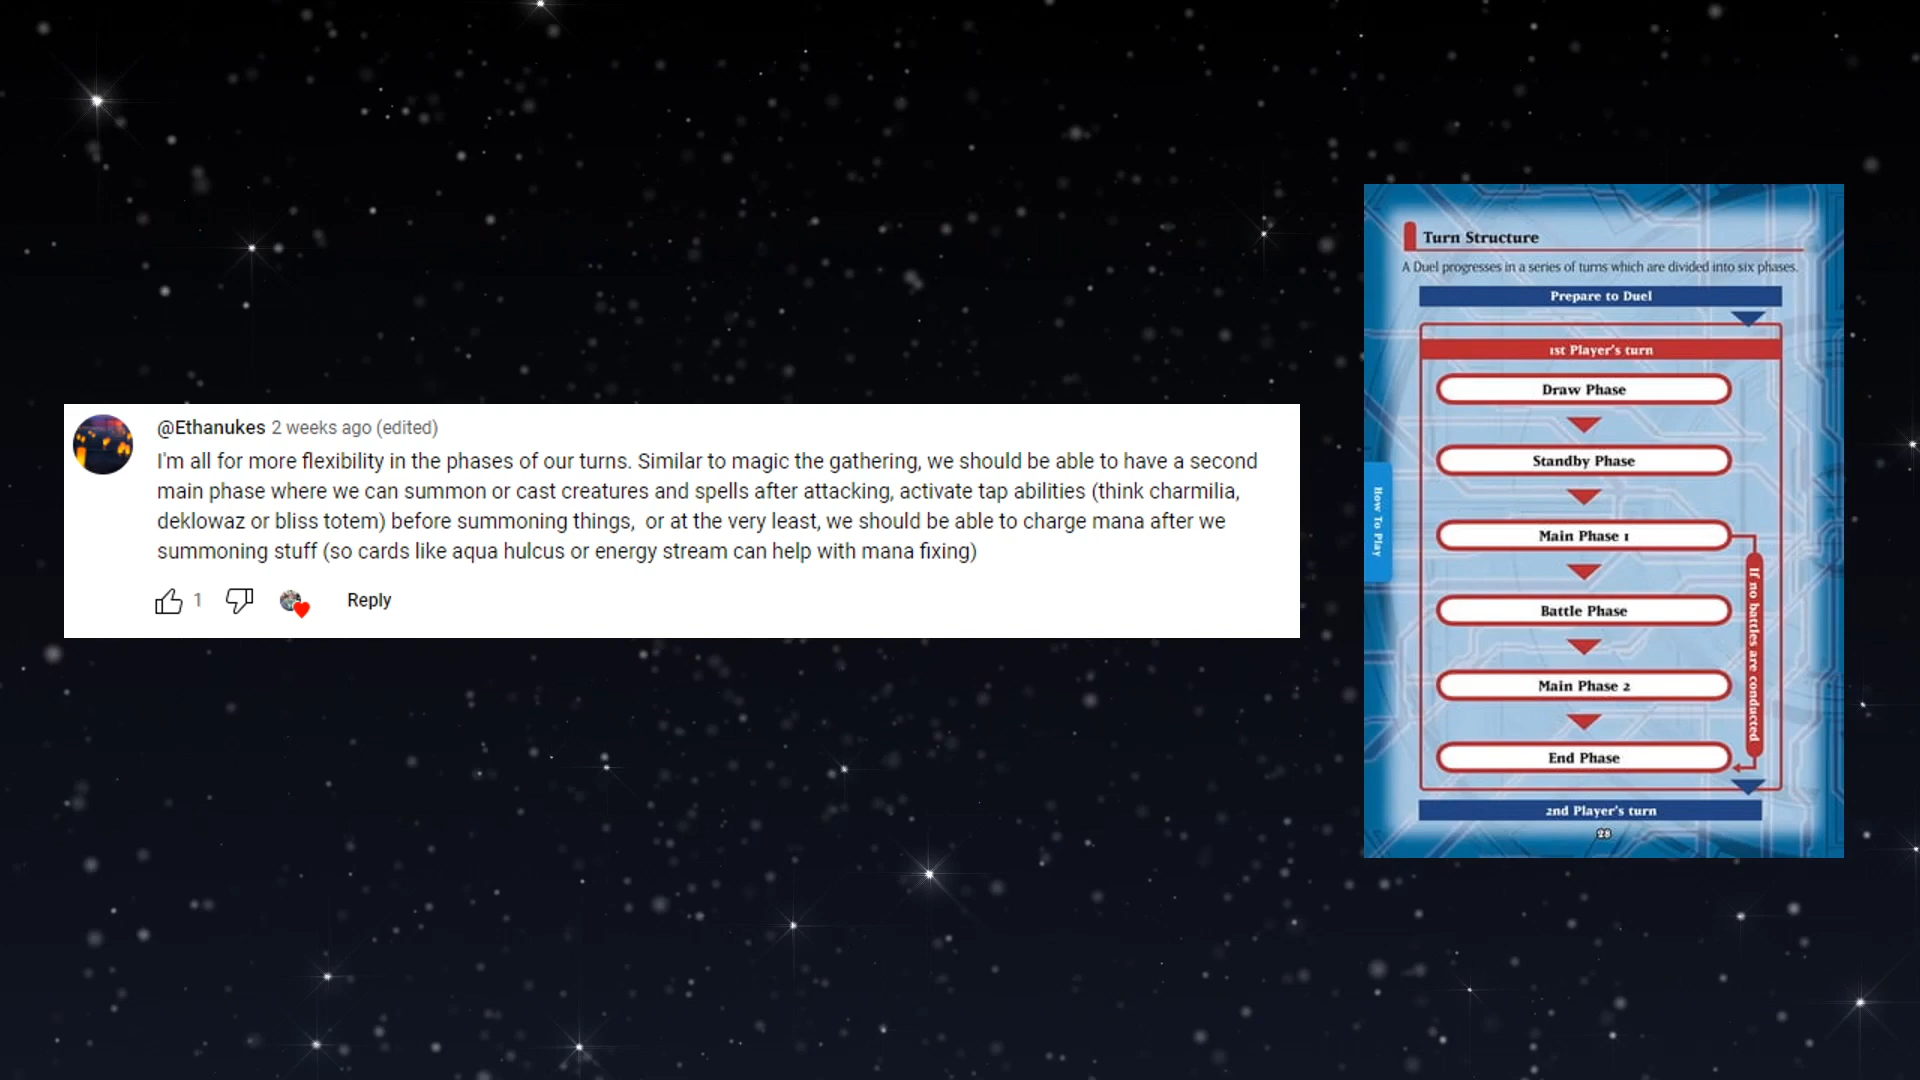 @Ethanukes 2 weeks ago (edited)
I'm all for more flexibility in the phases of our turns. Similar to magic the gathering, we should be able to have a second
main phase where we can summon or cast creatures and spells after attacking, activate tap abilities (think charmilia,
deklowaz or bliss totem) before summoning things,  or at the very least, we should be able to charge mana after we
summoning stuff (so cards like aqua hulcus or energy stream can help with mana fixing)
1
Reply
Turn Structure
A Duel progresses in a series of turns which are divided into six phases.
Prepare to Duel
1st Player's turn
Draw Phase
Standby Phase
Main Phase 1
Battle Phase
Main Phase 2
End Phase
If no battles are conducted
2nd Player's turn
28
How To Play